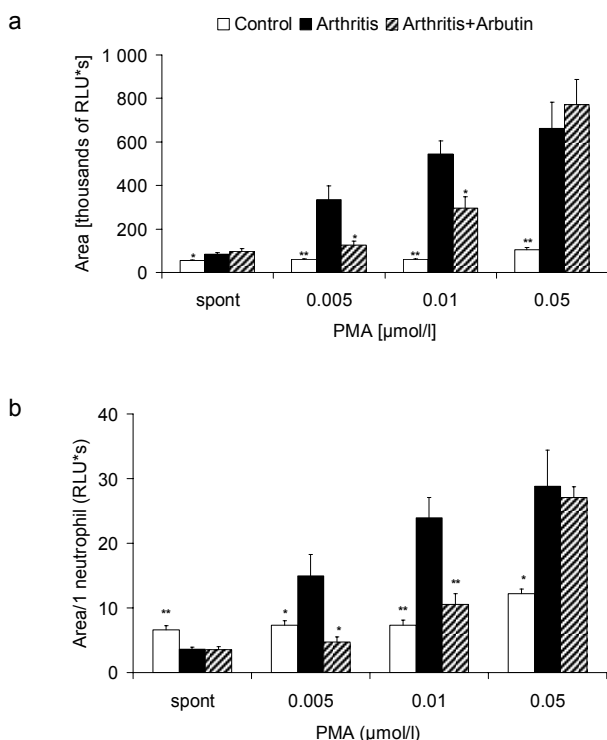 a
Control Arthritis Arthritis+Arbutin
Area [thousands of RLU*s]
1 000
800
600
400
200
0
* ** * ** * **
spont 0.005 0.01 0.05
PMA [µmol/l]
b
Area/1 neutrophil (RLU*s)
40
30
20
10
0
** * * ** ** *
spont 0.005 0.01 0.05
PMA (µmol/l)